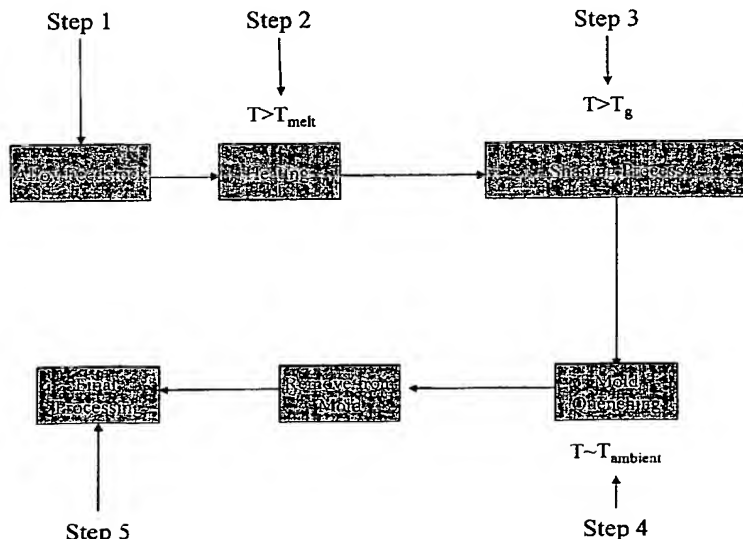 Step 1
Step 2
Step 3
T>T_melt
T>T_g
Alloy Feedstock
Heating
Shaping Process
Final
Processing
Remove from
Mold
Mold
Quenching
T~T_ambient
Step 5
Step 4